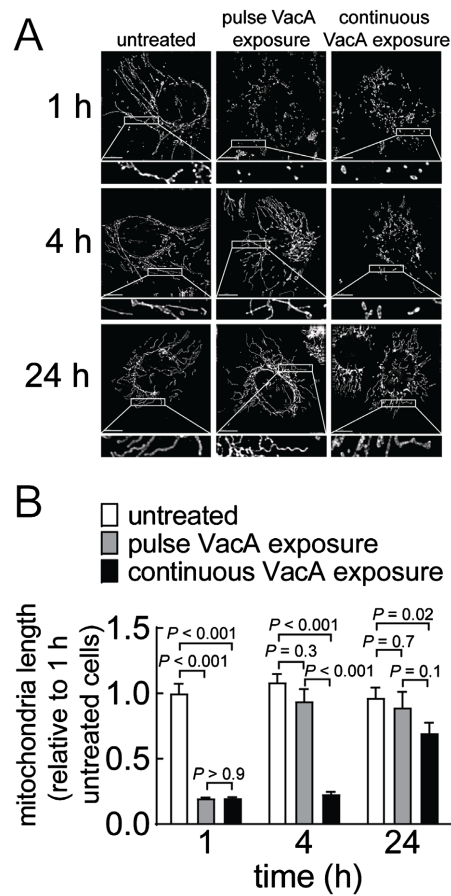 A
untreated
pulse VacA
exposure
continuous
VacA exposure
1 h
4 h
24 h
B
untreated
pulse VacA exposure
continuous VacA exposure
mitochondria length
(relative to 1 h
untreated cells)
1.5
1.0
0.5
0.0
P < 0.001
P < 0.001
P > 0.9
P < 0.001
P = 0.3
P < 0.001
P = 0.02
P = 0.7
P = 0.1
1
4
24
time (h)